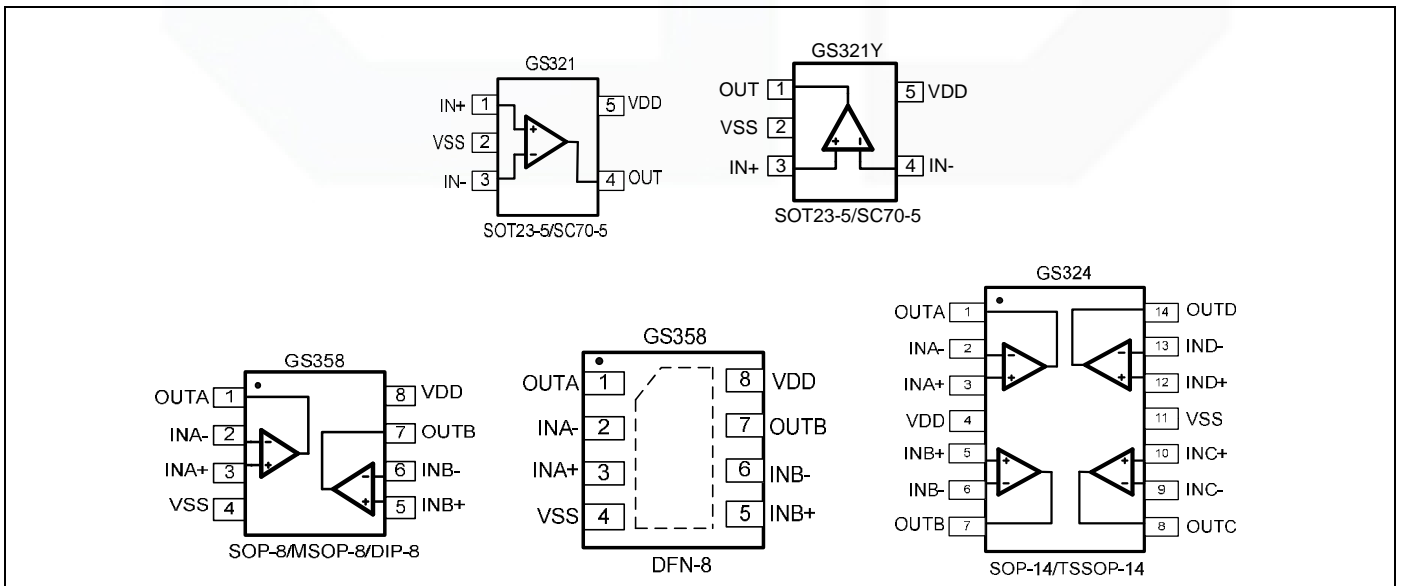 GS321
IN+ 1
5 VDD
VSS 2
IN- 3
4 OUT
+
-
SOT23-5/SC70-5
GS321Y
OUT 1
5 VDD
VSS 2
IN+ 3
4 IN-
+ -
SOT23-5/SC70-5
GS358
OUTA 1
8 VDD
INA- 2
7 OUTB
INA+ 3
6 INB-
VSS 4
5 INB+
-
+
-
+
SOP-8/MSOP-8/DIP-8
GS358
OUTA 1
8 VDD
INA- 2
7 OUTB
INA+ 3
6 INB-
VSS 4
5 INB+
DFN-8
GS324
OUTA 1
14 OUTD
INA- 2
13 IND-
INA+ 3
12 IND+
VDD 4
11 VSS
INB+ 5
10 INC+
INB- 6
9 INC-
OUTB 7
8 OUTC
-
+
-
+
+
-
+
-
SOP-14/TSSOP-14